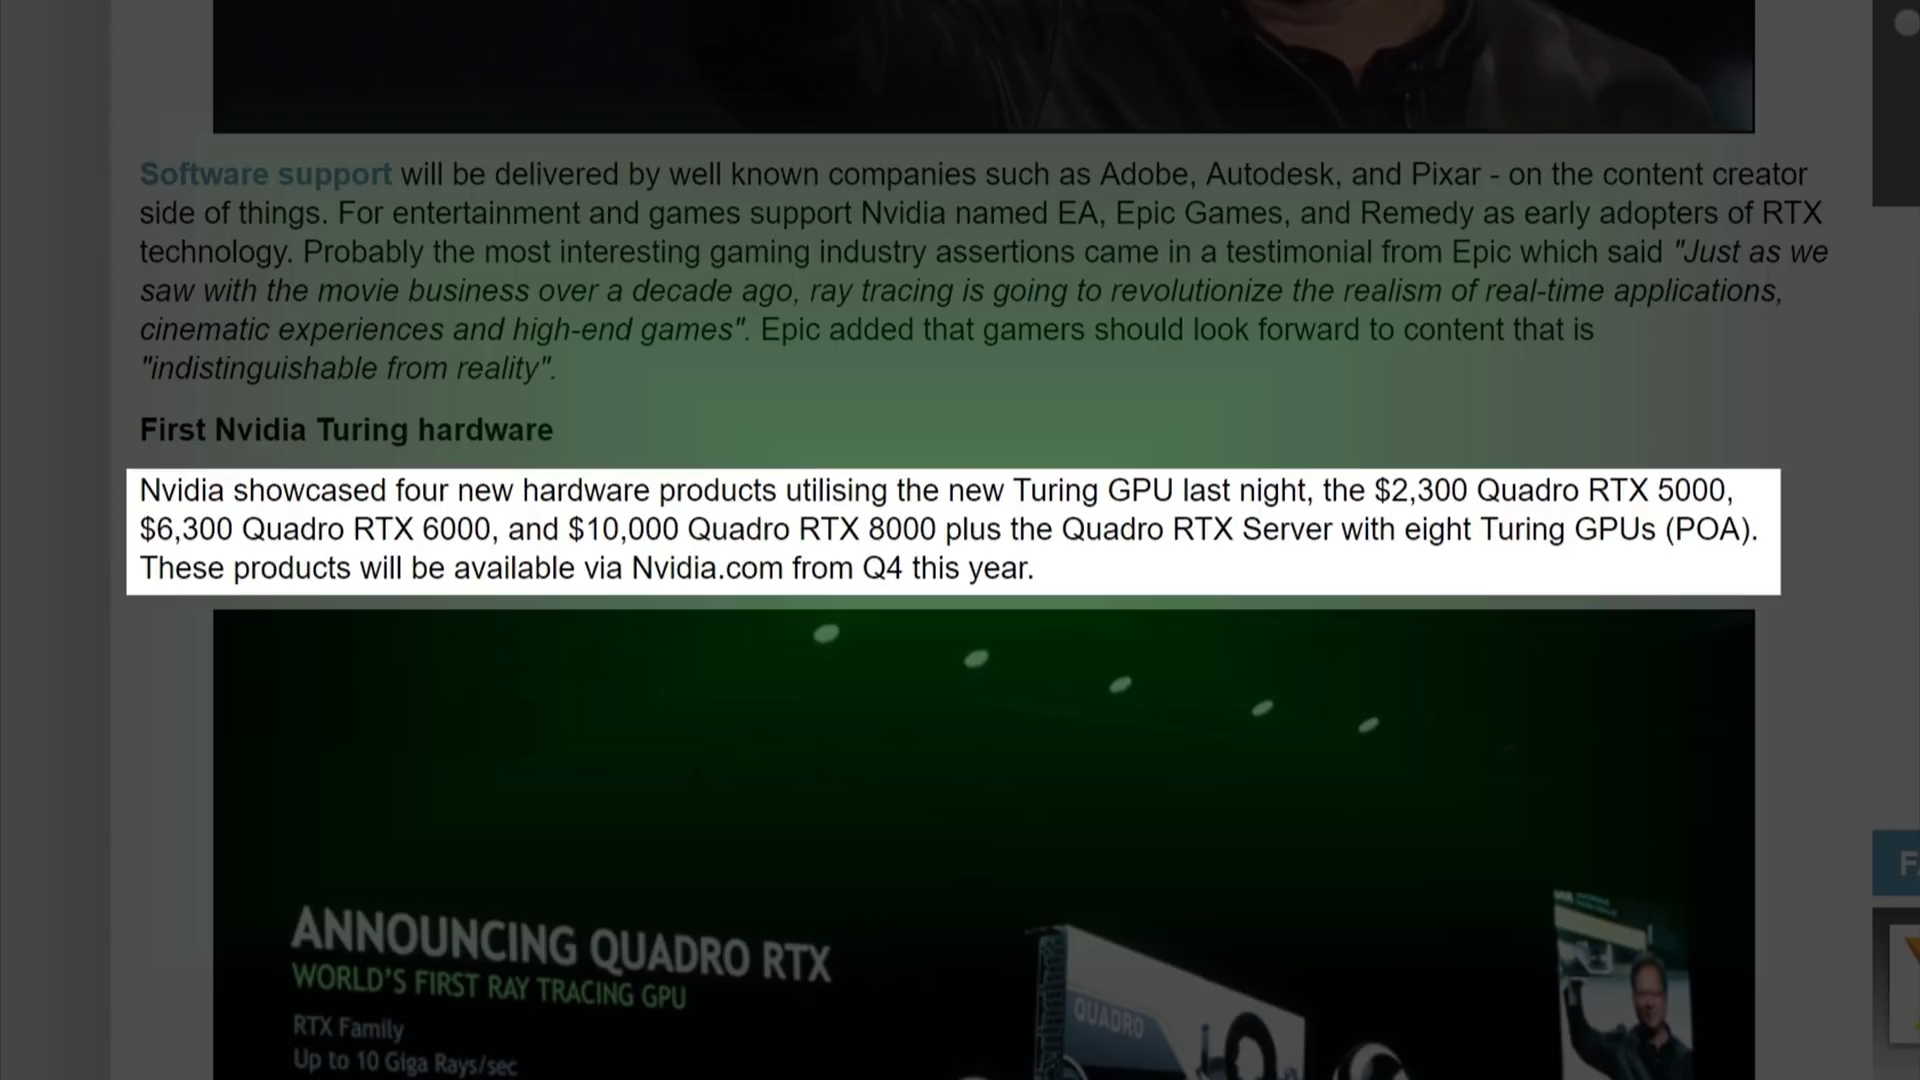 Software support will be delivered by well known companies such as Adobe, Autodesk, and Pixar - on the content creator
side of things. For entertainment and games support Nvidia named EA, Epic Games, and Remedy as early adopters of RTX
technology. Probably the most interesting gaming industry assertions came in a testimonial from Epic which said "Just as we
saw with the movie business over a decade ago, ray tracing is going to revolutionize the realism of real-time applications,
cinematic experiences and high-end games". Epic added that gamers should look forward to content that is
"indistinguishable from reality".
First Nvidia Turing hardware
Nvidia showcased four new hardware products utilising the new Turing GPU last night, the $2,300 Quadro RTX 5000,
$6,300 Quadro RTX 6000, and $10,000 Quadro RTX 8000 plus the Quadro RTX Server with eight Turing GPUs (POA).
These products will be available via Nvidia.com from Q4 this year.
ANNOUNCING QUADRO RTX
WORLD'S FIRST RAY TRACING GPU
RTX Family
Up to 10 Giga Rays/sec
QUADRO